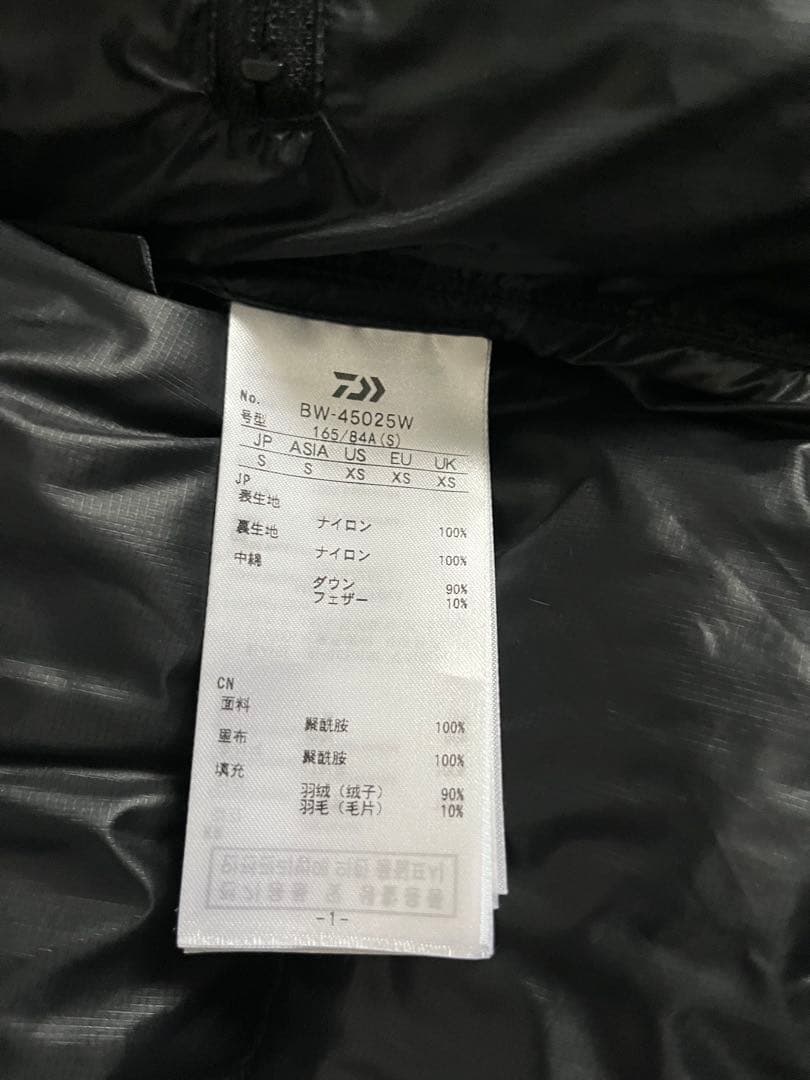 No. BW-45025W
号型 165/84A(S)
JP ASIA US EU UK
S S XS XS XS
JP
表生地 ナイロン 100%
裏生地 ナイロン 100%
中綿 ダウン 90%
フェザー 10%
CN
面料 聚酰胺 100%
里布 聚酰胺 100%
填充 羽绒（绒子） 90%
羽毛（毛片） 10%
-1-